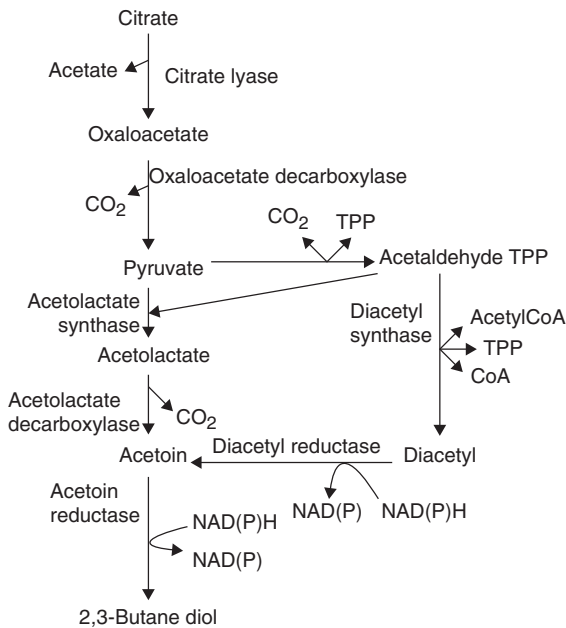 Citrate
Acetate
Citrate lyase
Oxaloacetate
Oxaloacetate decarboxylase
CO2
CO2
TPP
Pyruvate
Acetaldehyde TPP
Acetolactate
synthase
Diacetyl
synthase
AcetylCoA
TPP
CoA
Acetolactate
Acetolactate
decarboxylase
CO2
Acetoin
Diacetyl reductase
Diacetyl
Acetoin
reductase
NAD(P)
NAD(P)H
NAD(P)H
NAD(P)
2,3-Butane diol